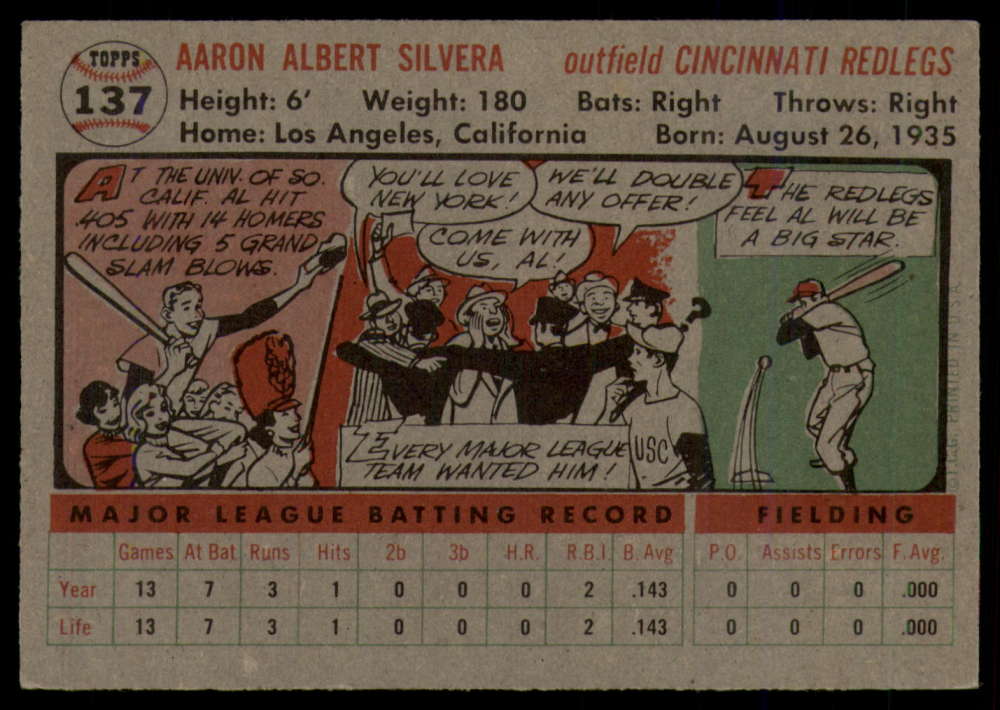 TOPPS
137
AARON ALBERT SILVERA outfield CINCINNATI REDLEGS
Height: 6' Weight: 180 Bats: Right Throws: Right
Home: Los Angeles, California Born: August 26, 1935
AT THE UNIV. OF SO.
CALIF. AL HIT
.405 WITH 14 HOMERS
INCLUDING 5 GRAND
SLAM BLOWS.
YOU'LL LOVE
NEW YORK!
WE'LL DOUBLE
ANY OFFER!
COME WITH
US, AL!
?
USC
EVERY MAJOR LEAGUE
TEAM WANTED HIM!
THE REDLEGS
FEEL AL WILL BE
A BIG STAR.
PRINTED IN U.S.A.
MAJOR LEAGUE BATTING RECORD FIELDING
Games At Bat Runs Hits 2b 3b H.R. R.B.I B. Avg P.O. Assists Errors F. Avg.
Year 13 7 3 1 0 0 0 2 .143 0 0 0 .000
Life 13 7 3 1 0 0 0 2 .143 0 0 0 .000